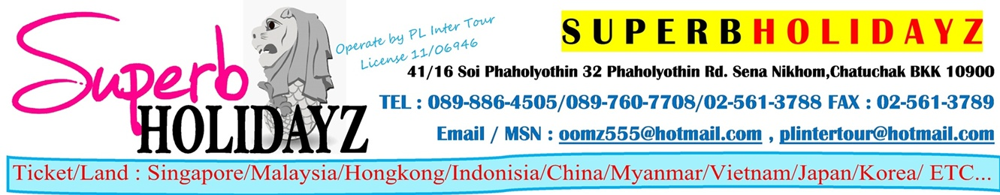 Superb
HOLIDAYZ
Operate by PL Inter Tour
License 11/06946
SUPERBHOLIDAYZ
41/16 Soi Phaholyothin 32 Phaholyothin Rd. Sena Nikhom,Chatuchak BKK 10900
TEL : 089-886-4505/089-760-7708/02-561-3788 FAX : 02-561-3789
Email / MSN : oomz555@hotmail.com , plintertour@hotmail.com
Ticket/Land : Singapore/Malaysia/Hongkong/Indonisia/China/Myanmar/Vietnam/Japan/Korea/ ETC...